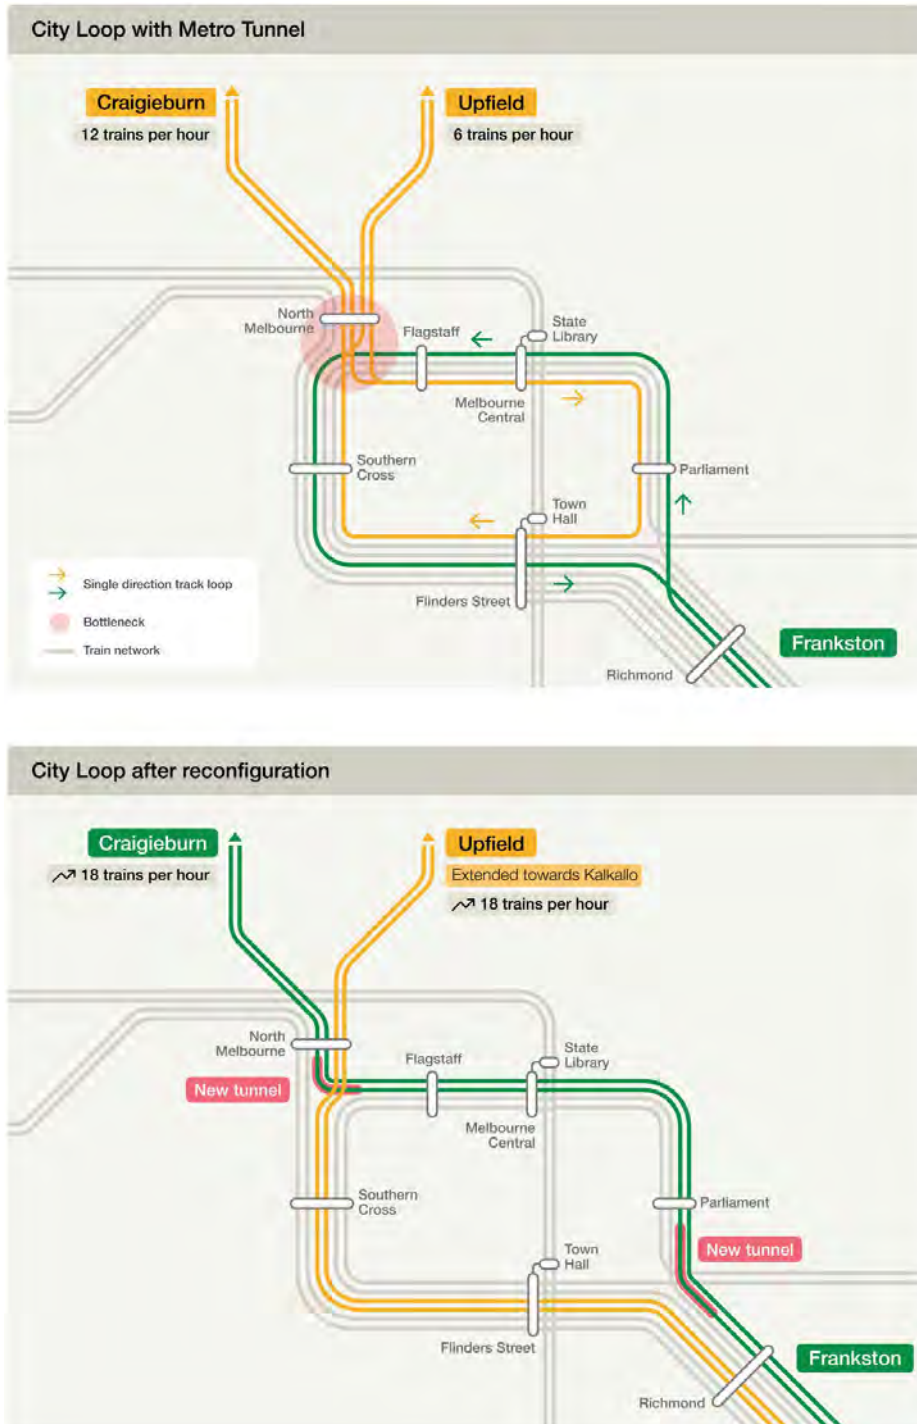 City Loop with Metro Tunnel
Craigieburn
12 trains per hour
Upfield
6 trains per hour
North
Melbourne
Flagstaff
State
Library
Melbourne
Central
Southern
Cross
Parliament
Town
Hall
Flinders Street
Single direction track loop
Bottleneck
Train network
Frankston
Richmond
City Loop after reconfiguration
Craigieburn
18 trains per hour
Upfield
Extended towards Kalkallo
18 trains per hour
North
Melbourne
New tunnel
Flagstaff
State
Library
Melbourne
Central
Southern
Cross
Parliament
New tunnel
Town
Hall
Flinders Street
Frankston
Richmond